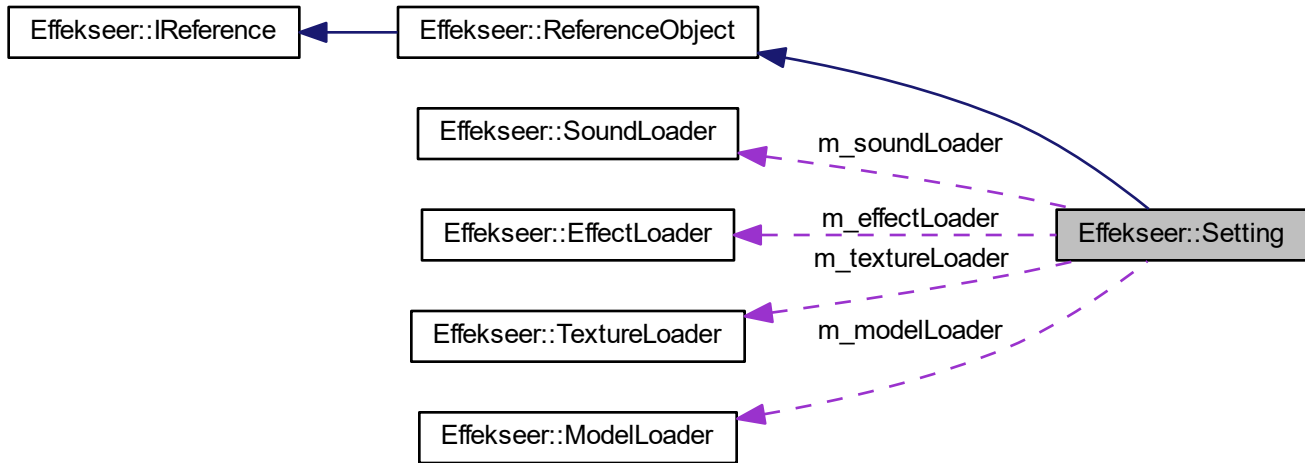 Effekseer::IReference
Effekseer::ReferenceObject
Effekseer::SoundLoader
m_soundLoader
Effekseer::EffectLoader
m_effectLoader
Effekseer::Setting
m_textureLoader
Effekseer::TextureLoader
m_modelLoader
Effekseer::ModelLoader